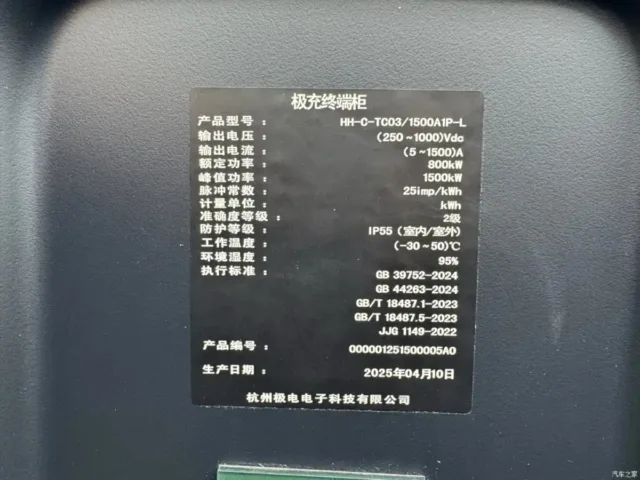 极充终端柜
产品型号： HH-C-TC03/1500A1P-L
输出电压： (250~1000)Vdc
输出电流： (5~1500)A
额定功率： 800kW
峰值功率： 1500kW
脉冲常数： 25imp/kWh
计量单位： kWh
准确度等级： 2级
防护等级： IP55（室内/室外）
工作温度： (-30~50)℃
环境湿度： 95%
执行标准： GB 39752-2024
GB 44263-2024
GB/T 18487.1-2023
GB/T 18487.5-2023
JJG 1149-2022
产品编号： 000001251500005A0
生产日期： 2025年04月10日
杭州极电电子科技有限公司
汽车之家